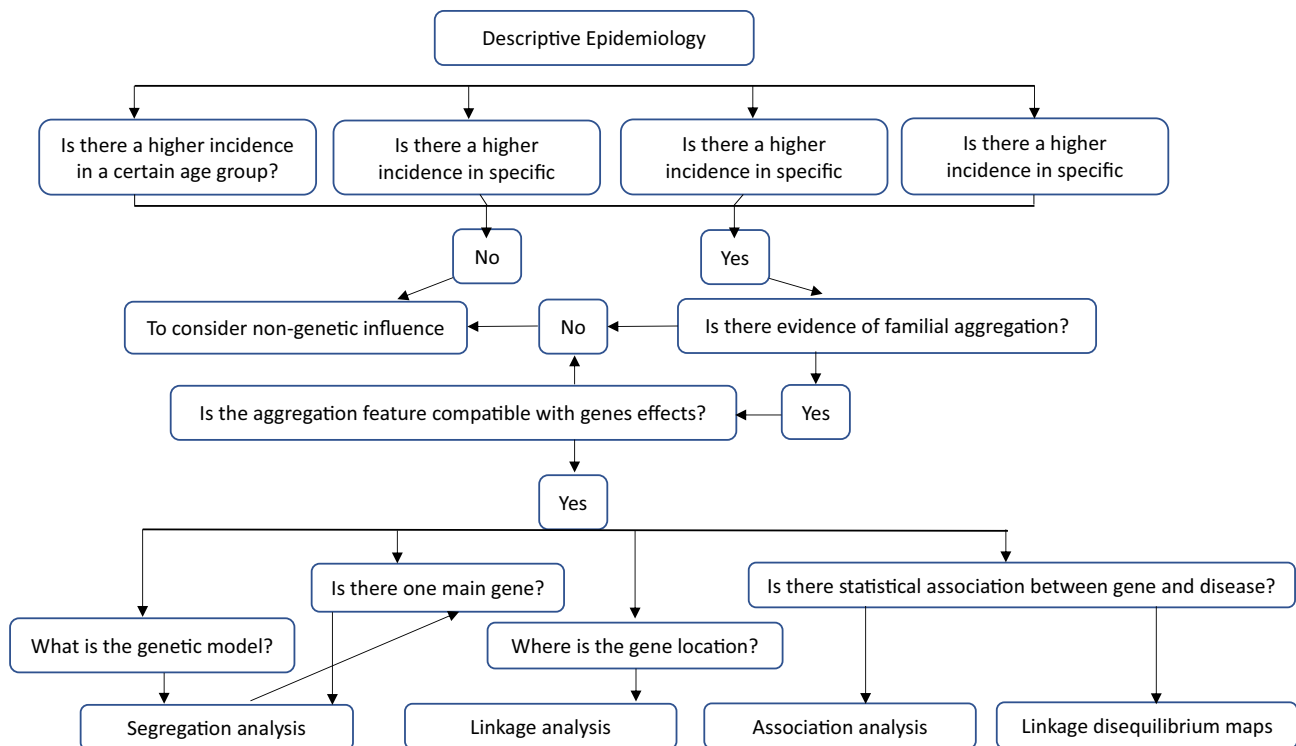 Descriptive Epidemiology
Is there a higher incidence
in a certain age group?
Is there a higher
incidence in specific
Is there a higher
incidence in specific
Is there a higher
incidence in specific
No
Yes
To consider non-genetic influence
No
Is there evidence of familial aggregation?
Is the aggregation feature compatible with genes effects?
Yes
Yes
Is there one main gene?
Is there statistical association between gene and disease?
What is the genetic model?
Where is the gene location?
Segregation analysis
Linkage analysis
Association analysis
Linkage disequilibrium maps